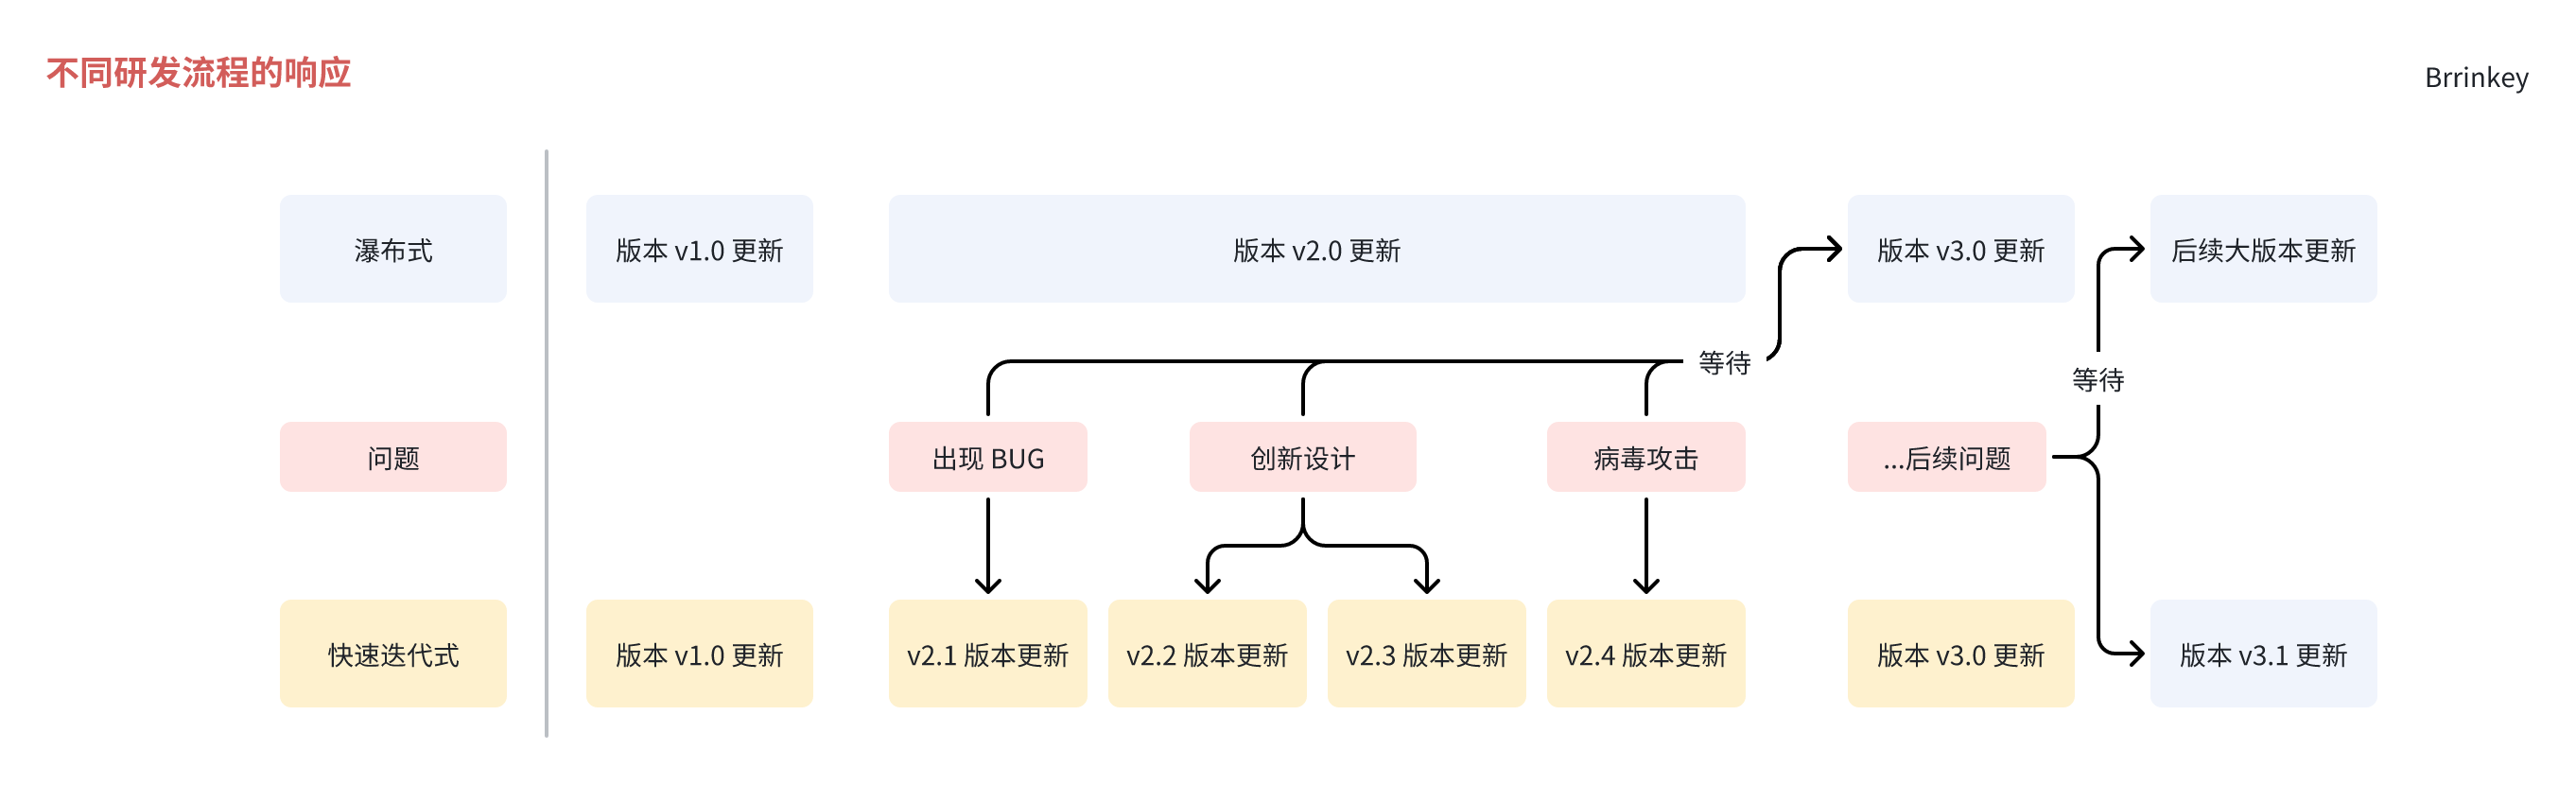 不同研发流程的响应
Brrinkey
瀑布式
版本 v1.0 更新
版本 v2.0 更新
版本 v3.0 更新
后续大版本更新
等待
等待
问题
出现 BUG
创新设计
病毒攻击
...后续问题
快速迭代式
版本 v1.0 更新
v2.1 版本更新
v2.2 版本更新
v2.3 版本更新
v2.4 版本更新
版本 v3.0 更新
版本 v3.1 更新